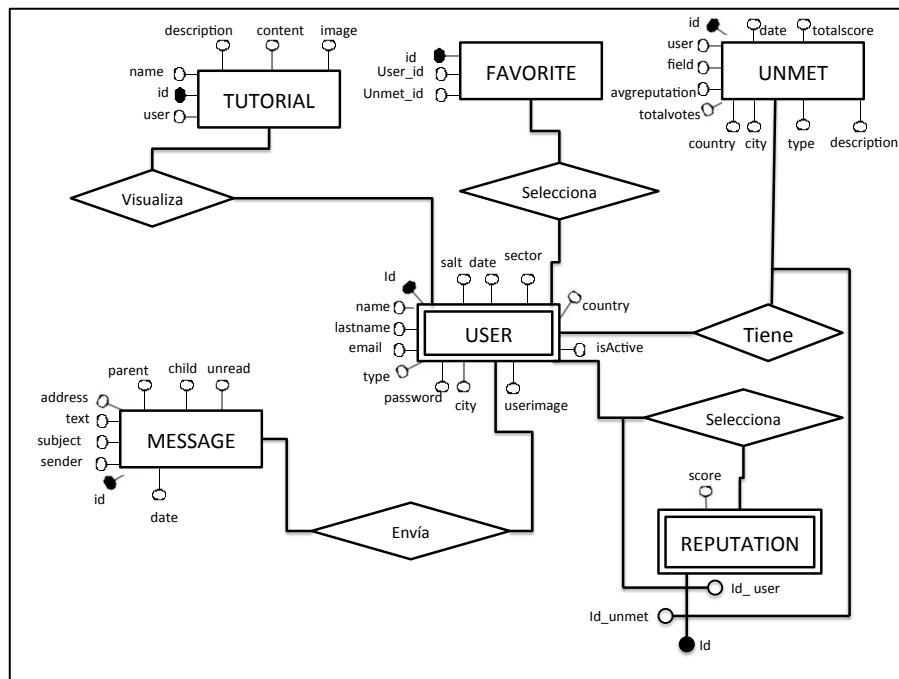 description content image
name
id
user
TUTORIAL
id
User_id
Unmet_id
FAVORITE
id
date totalscore
user
field
avgreputation
totalvotes
UNMET
country city type description
Visualiza
Selecciona
Id
salt date sector
country
name
lastname
email
type
USER
isActive
password city userimage
Tiene
parent child unread
address
text
subject
sender
id
MESSAGE
date
Selecciona
score
Envía
REPUTATION
Id_ user
Id_unmet
Id